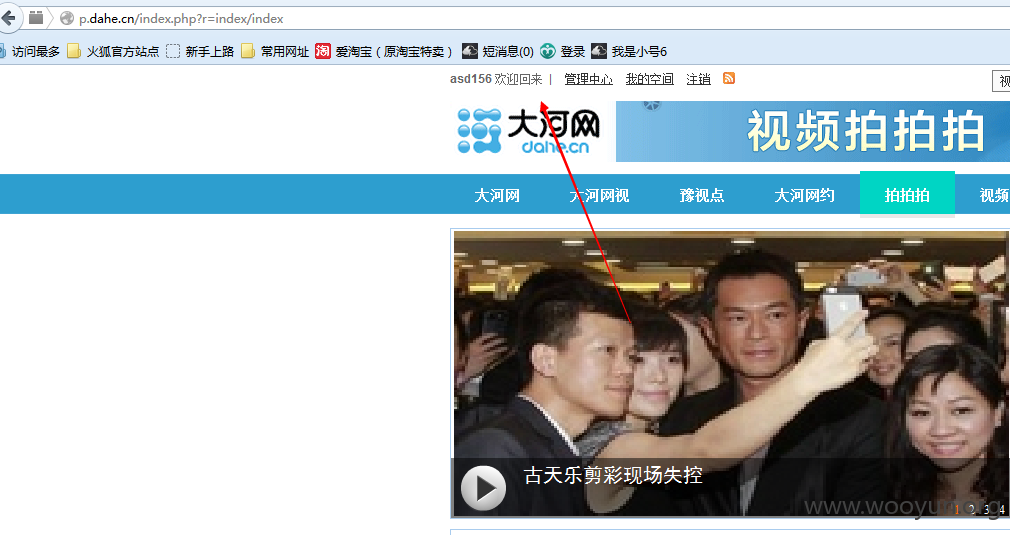 p.dahe.cn/index.php?r=index/index
访问最多 火狐官方站点 新手上路 常用网址 淘 爱淘宝（原淘宝特卖） 短消息(0) 登录 我是小号6
asd156 欢迎回来 | 管理中心 我的空间 注销
大河网
dahe.cn
视频拍拍拍
大河网 大河网视 豫视点 大河网约 拍拍拍 视频
古天乐剪彩现场失控
1 2 3 4